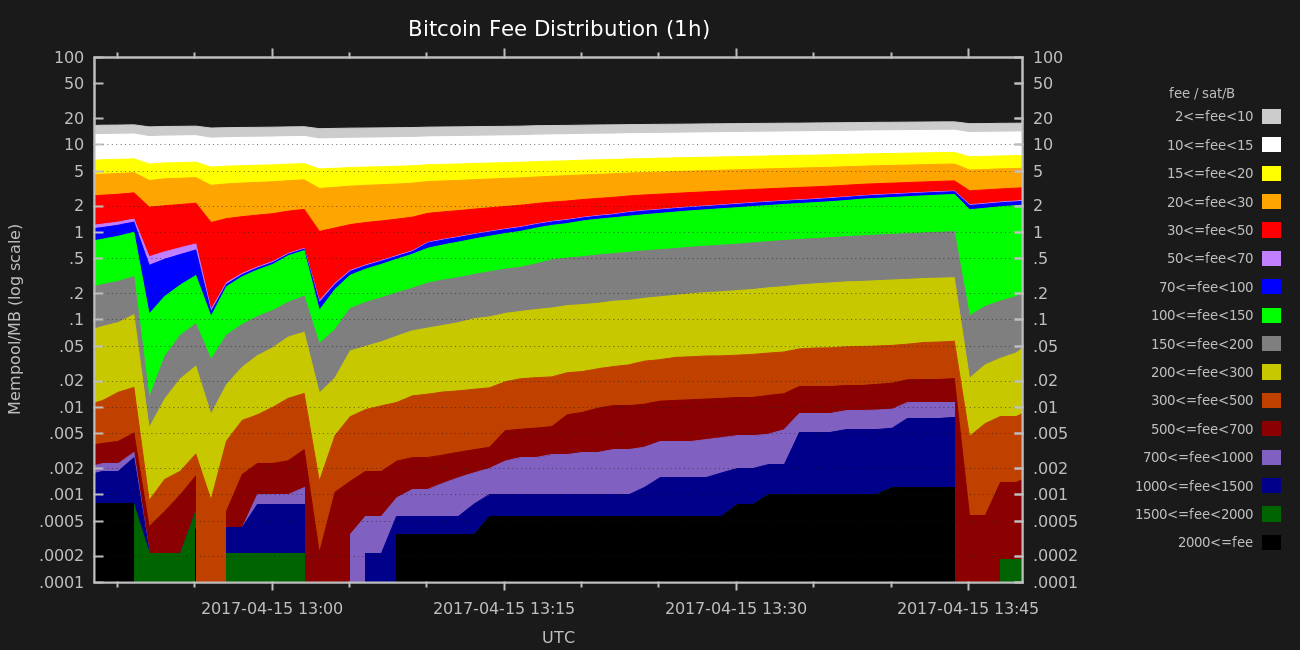 Bitcoin Fee Distribution (1h)
100
50
20
10
5
2
1
.5
.2
.1
.05
.02
.01
.005
.002
.001
.0005
.0002
.0001
Mempool/MB (log scale)
100
50
20
10
5
2
1
.5
.2
.1
.05
.02
.01
.005
.002
.001
.0005
.0002
.0001
2017-04-15 13:00
2017-04-15 13:15
2017-04-15 13:30
2017-04-15 13:45
UTC
fee / sat/B
2<=fee<10
10<=fee<15
15<=fee<20
20<=fee<30
30<=fee<50
50<=fee<70
70<=fee<100
100<=fee<150
150<=fee<200
200<=fee<300
300<=fee<500
500<=fee<700
700<=fee<1000
1000<=fee<1500
1500<=fee<2000
2000<=fee